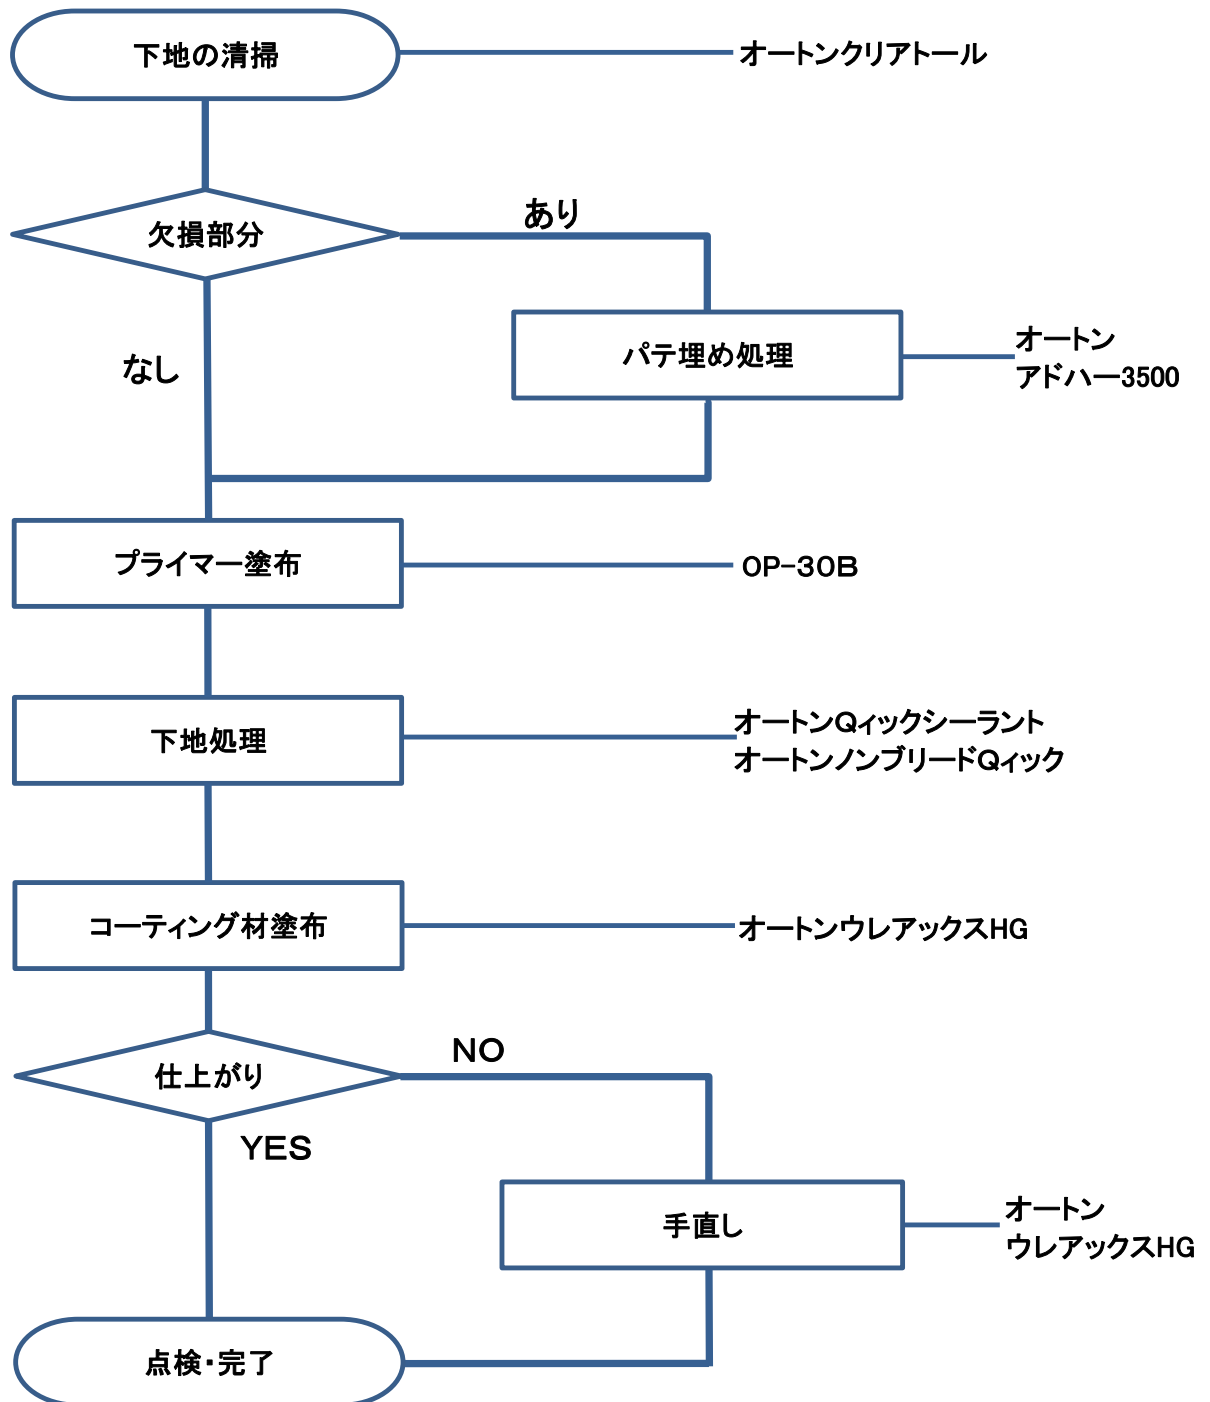 下地の清掃
オートンクリアトール
欠損部分
あり
なし
パテ埋め処理
オートン
アドハー3500
プライマー塗布
OP-30B
下地処理
オートンQィックシーラント
オートンノンブリードQィック
コーティング材塗布
オートンウレアックスHG
仕上がり
NO
YES
手直し
オートン
ウレアックスHG
点検・完了